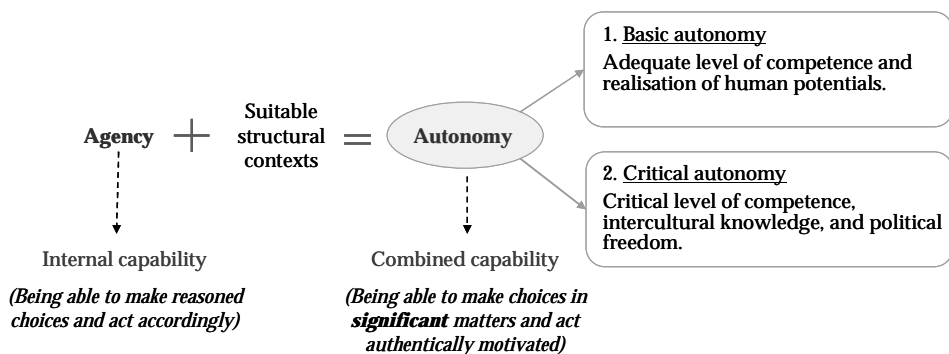 1. Basic autonomy
Adequate level of competence and
realisation of human potentials.
Agency
+
Suitable
structural
contexts
=
Autonomy
2. Critical autonomy
Critical level of competence,
intercultural knowledge, and political
freedom.
Internal capability
(Being able to make reasoned
choices and act accordingly)
Combined capability
(Being able to make choices in
significant matters and act
authentically motivated)